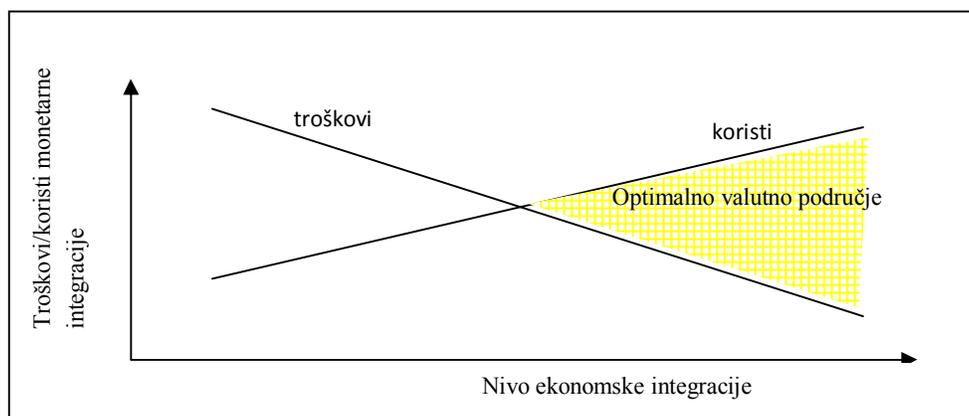 Troškovi/koristi monetarne
integracije
troškovi
koristi
Optimalno valutno područje
Nivo ekonomske integracije